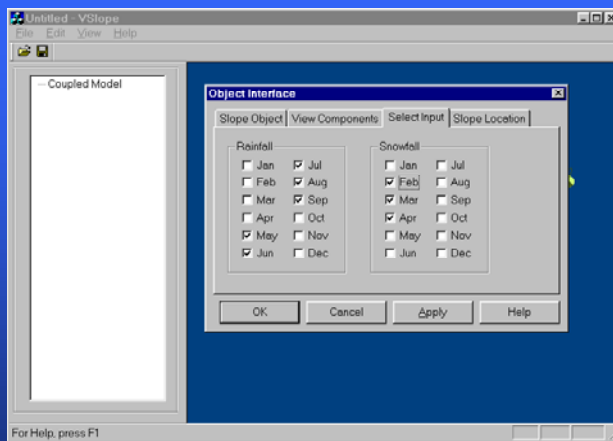 Untitled - VSlope
File Edit View Help
Coupled Model
Object Interface
Slope Object View Components Select Input Slope Location
Rainfall
Jan Jul
Feb Aug
Mar Sep
Apr Oct
May Nov
Jun Dec
Snowfall
Jan Jul
Feb Aug
Mar Sep
Apr Oct
May Nov
Jun Dec
OK Cancel Apply Help
For Help, press F1